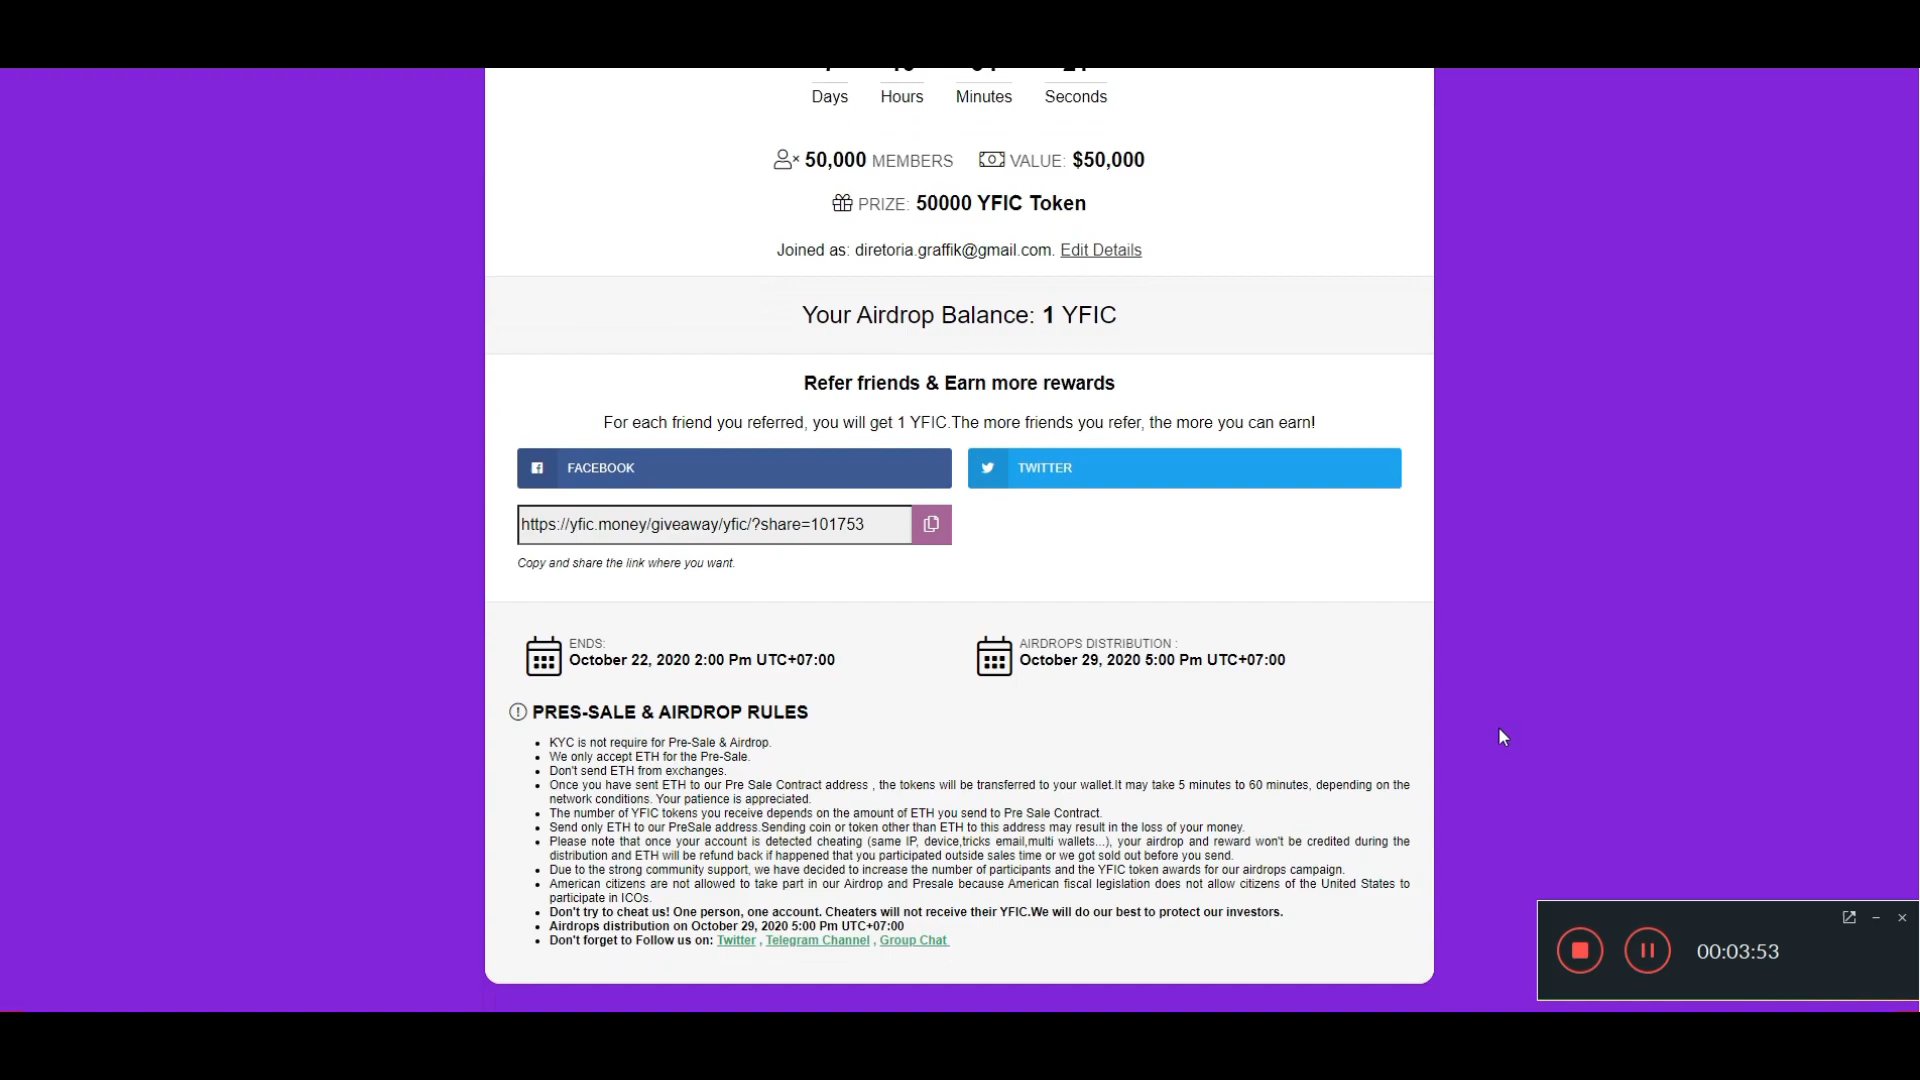 Days Hours Minutes Seconds
50,000 MEMBERS VALUE: $50,000
PRIZE: 50000 YFIC Token
Joined as: diretoria.graffik@gmail.com. Edit Details
Your Airdrop Balance: 1 YFIC
Refer friends & Earn more rewards
For each friend you referred, you will get 1 YFIC.The more friends you refer, the more you can earn!
FACEBOOK
TWITTER
https://yfic.money/giveaway/yfic/?share=101753
Copy and share the link where you want.
ENDS:
October 22, 2020 2:00 Pm UTC+07:00
AIRDROPS DISTRIBUTION :
October 29, 2020 5:00 Pm UTC+07:00
PRES-SALE & AIRDROP RULES
KYC is not require for Pre-Sale & Airdrop.
We only accept ETH for the Pre-Sale.
Don't send ETH from exchanges.
Once you have sent ETH to our Pre Sale Contract address , the tokens will be transferred to your wallet.It may take 5 minutes to 60 minutes, depending on the
network conditions. Your patience is appreciated.
The number of YFIC tokens you receive depends on the amount of ETH you send to Pre Sale Contract.
Send only ETH to our PreSale address.Sending coin or token other than ETH to this address may result in the loss of your money.
Please note that once your account is detected cheating (same IP, device,tricks email,multi wallets...), your airdrop and reward won't be credited during the
distribution and ETH will be refund back if happened that you participated outside sales time or we got sold out before you send.
Due to the strong community support, we have decided to increase the number of participants and the YFIC token awards for our airdrops campaign.
American citizens are not allowed to take part in our Airdrop and Presale because American fiscal legislation does not allow citizens of the United States to
participate in ICOs.
Don't try to cheat us! One person, one account. Cheaters will not receive their YFIC.We will do our best to protect our investors.
Airdrops distribution on October 29, 2020 5:00 Pm UTC+07:00
Don't forget to Follow us on: Twitter , Telegram Channel , Group Chat
00:03:53